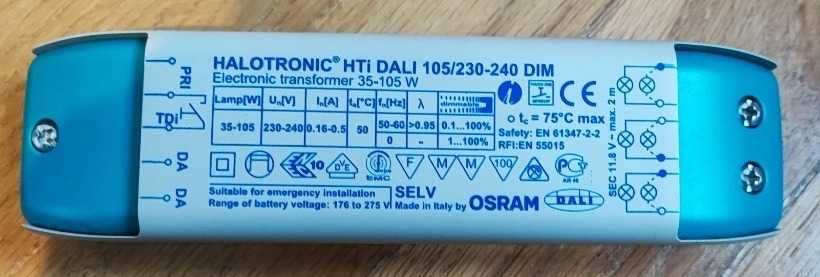 HALOTRONIC® HTi DALI 105/230-240 DIM
Electronic transformer 35-105 W
PRI
TDi
DA
DA
Lamp[W] Uₙ[V] Iₙ[A] tₐ[°C] fₙ[Hz] λ dimmable
35-105 230-240 0.16-0.5 50 50-60 >0.95 0.1...100%
0 - 1...100%
CE
tc = 75°C max
Safety: EN 61347-2-2
RFI:EN 55015
10
EMC
F M M 100
Suitable for emergency installation
Range of battery voltage: 176 to 275 V
SELV
Made in Italy by OSRAM
DALI
SEC 11.8 V – max. 2 m